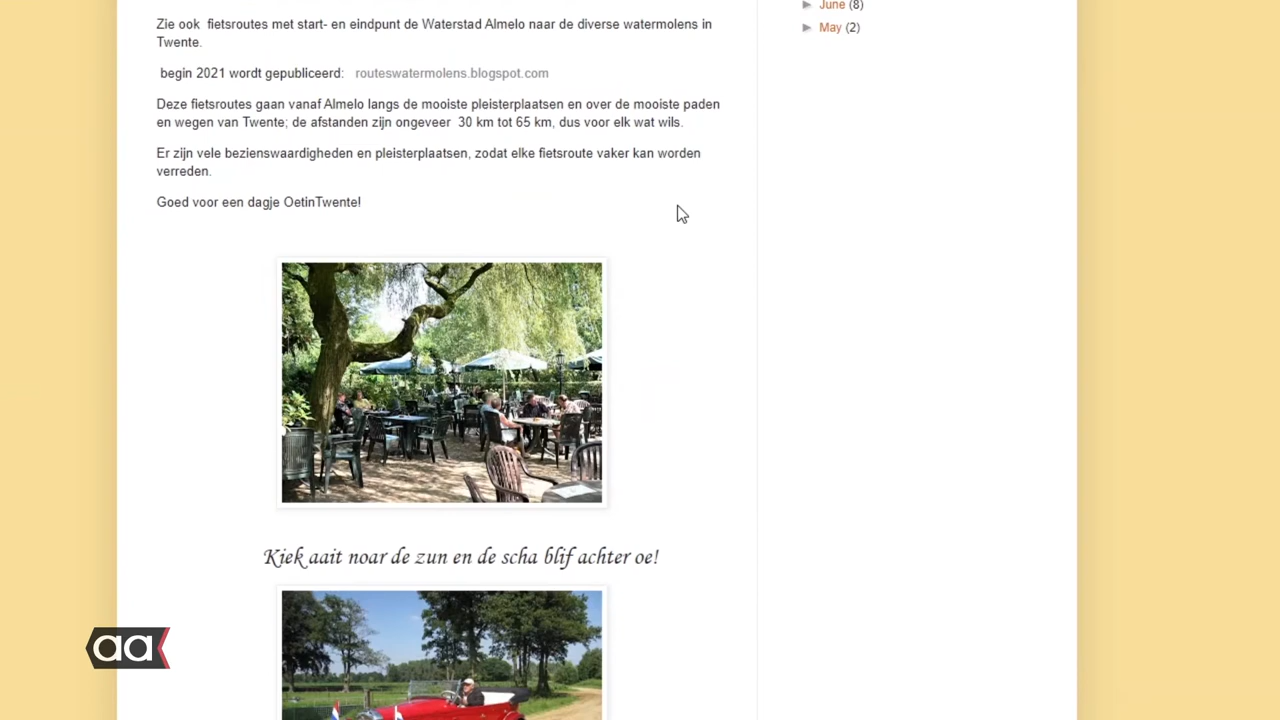 Zie ook fietsroutes met start- en eindpunt de Waterstad Almelo naar de diverse watermolens in
Twente.
begin 2021 wordt gepubliceerd: routeswatermolens.blogspot.com
Deze fietsroutes gaan vanaf Almelo langs de mooiste pleisterplaatsen en over de mooiste paden
en wegen van Twente; de afstanden zijn ongeveer 30 km tot 65 km, dus voor elk wat wils.
Er zijn vele bezienswaardigheden en pleisterplaatsen, zodat elke fietsroute vaker kan worden
verreden.
Goed voor een dagje OetinTwente!
Kiek aait noar de zun en de scha blif achter oe!
► June (8)
► May (2)
aa